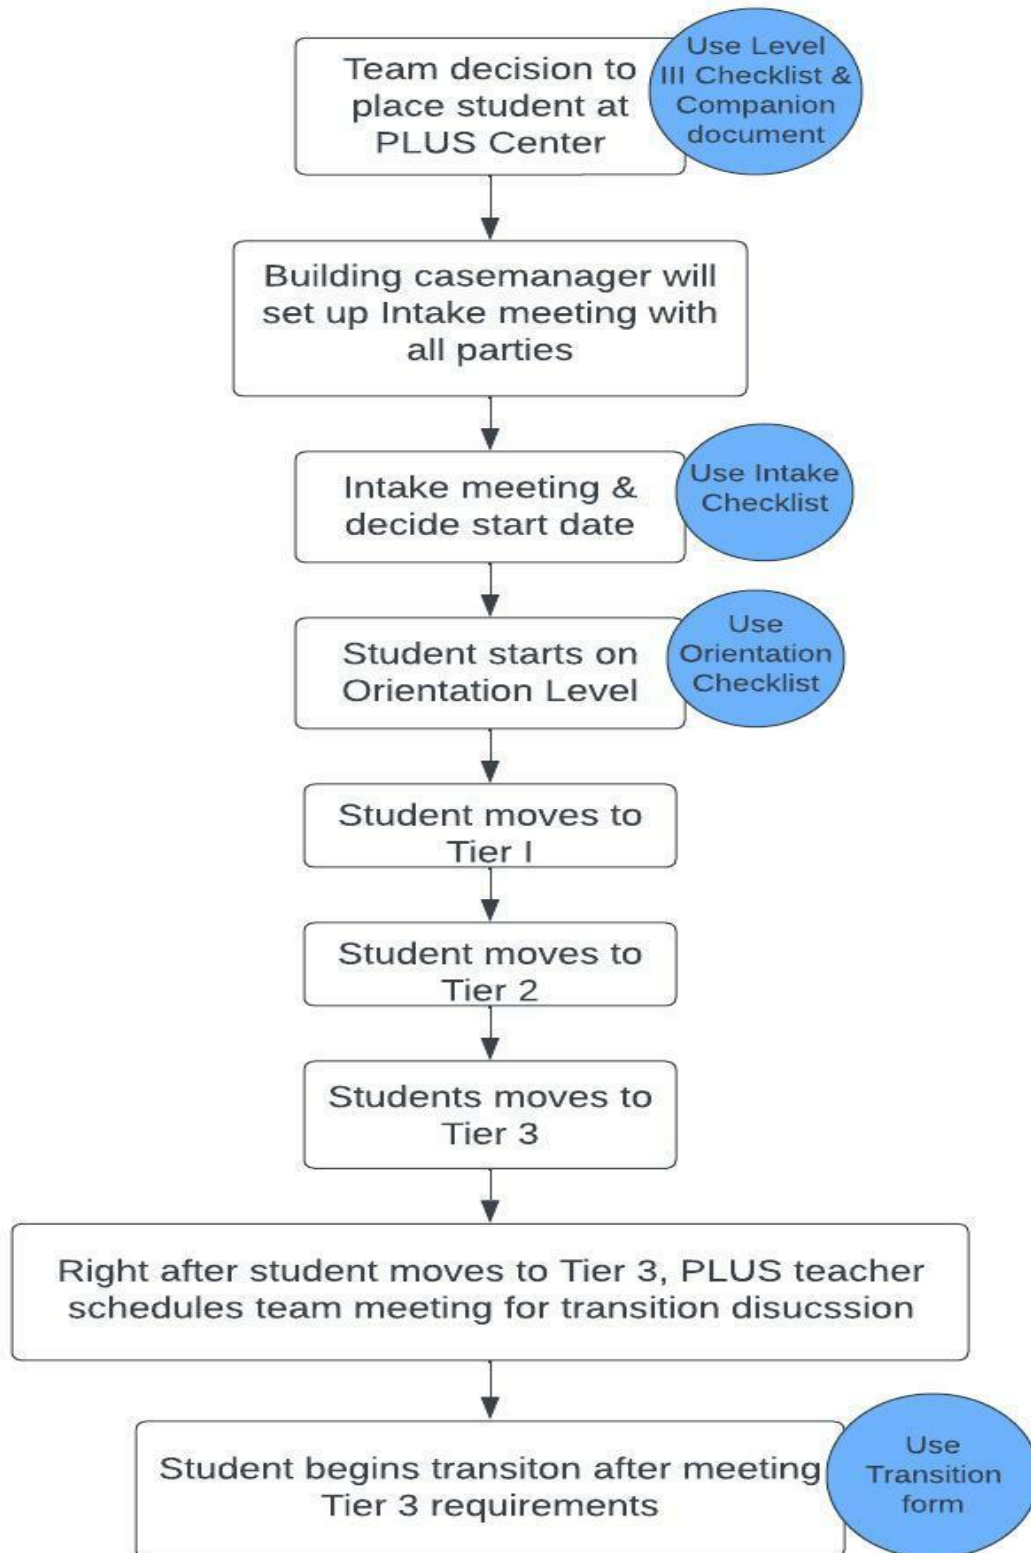 Team decision to
place student at
PLUS Center
Use Level
III Checklist &
Companion
document
Building casemanager will
set up Intake meeting with
all parties
Intake meeting &
decide start date
Use Intake
Checklist
Student starts on
Orientation Level
Use
Orientation
Checklist
Student moves to
Tier I
Student moves to
Tier 2
Students moves to
Tier 3
Right after student moves to Tier 3, PLUS teacher
schedules team meeting for transition disucssion
Student begins transiton after meeting
Tier 3 requirements
Use
Transition
form